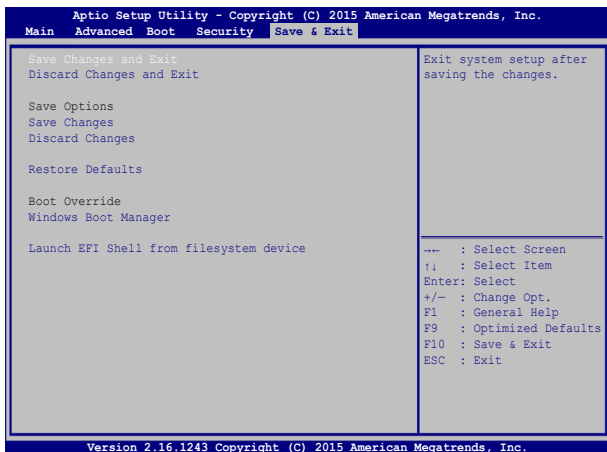 Aptio Setup Utility - Copyright (C) 2015 American Megatrends, Inc.
Main Advanced Boot Security Save & Exit
Save Changes and Exit
Discard Changes and Exit
Save Options
Save Changes
Discard Changes
Restore Defaults
Boot Override
Windows Boot Manager
Launch EFI Shell from filesystem device
Exit system setup after
saving the changes.
→← : Select Screen
↑↓ : Select Item
Enter: Select
+/— : Change Opt.
F1 : General Help
F9 : Optimized Defaults
F10 : Save & Exit
ESC : Exit
Version 2.16.1243 Copyright (C) 2015 American Megatrends, Inc.